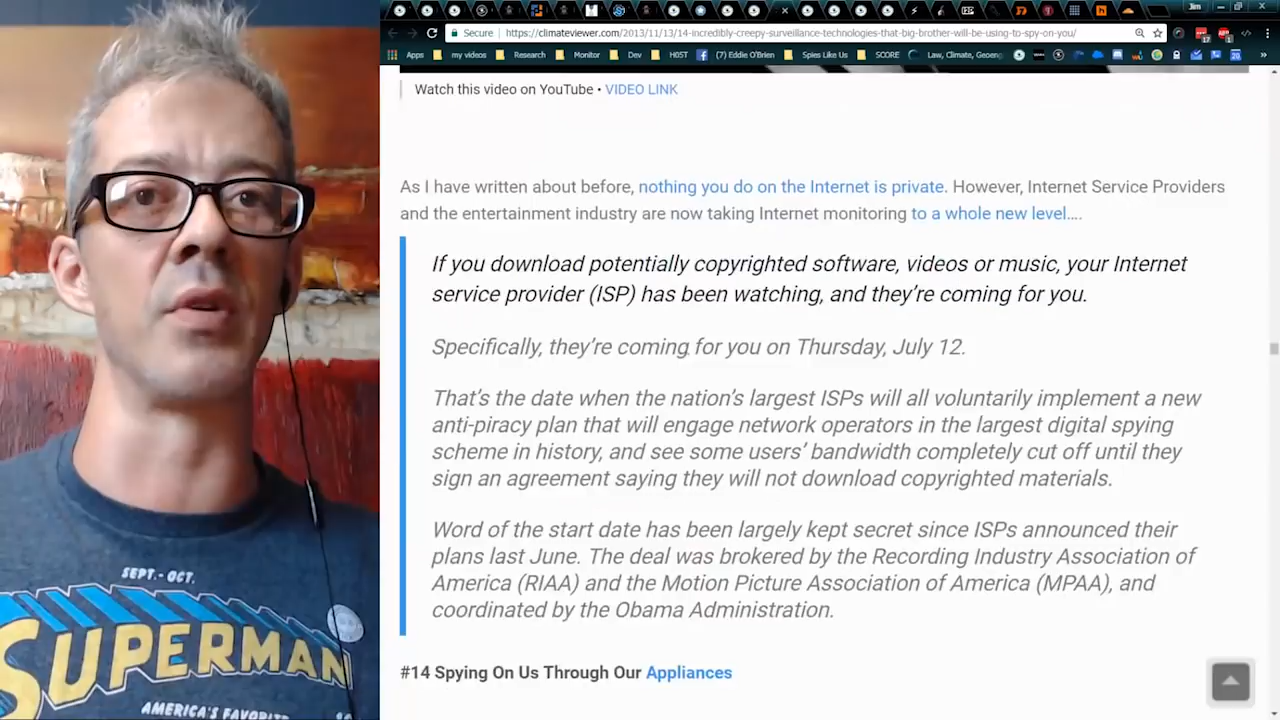 Jim
Secure
https://climateviewer.com/2013/11/13/14-incredibly-creepy-surveillance-technologies-that-big-brother-will-be-using-to-spy-on-you/
Apps my videos Research Monitor Dev H05T (7) Eddie O'Brien Spies Like Us SCORE Law, Climate, Geoeng
Watch this video on YouTube • VIDEO LINK
As I have written about before, nothing you do on the Internet is private. However, Internet Service Providers
and the entertainment industry are now taking Internet monitoring to a whole new level….
If you download potentially copyrighted software, videos or music, your Internet
service provider (ISP) has been watching, and they’re coming for you.
Specifically, they’re coming for you on Thursday, July 12.
That’s the date when the nation’s largest ISPs will all voluntarily implement a new
anti-piracy plan that will engage network operators in the largest digital spying
scheme in history, and see some users’ bandwidth completely cut off until they
sign an agreement saying they will not download copyrighted materials.
Word of the start date has been largely kept secret since ISPs announced their
plans last June. The deal was brokered by the Recording Industry Association of
America (RIAA) and the Motion Picture Association of America (MPAA), and
coordinated by the Obama Administration.
#14 Spying On Us Through Our Appliances
SEPT.-OCT.
SUPERMAN
AMERICA'S FAVORIT